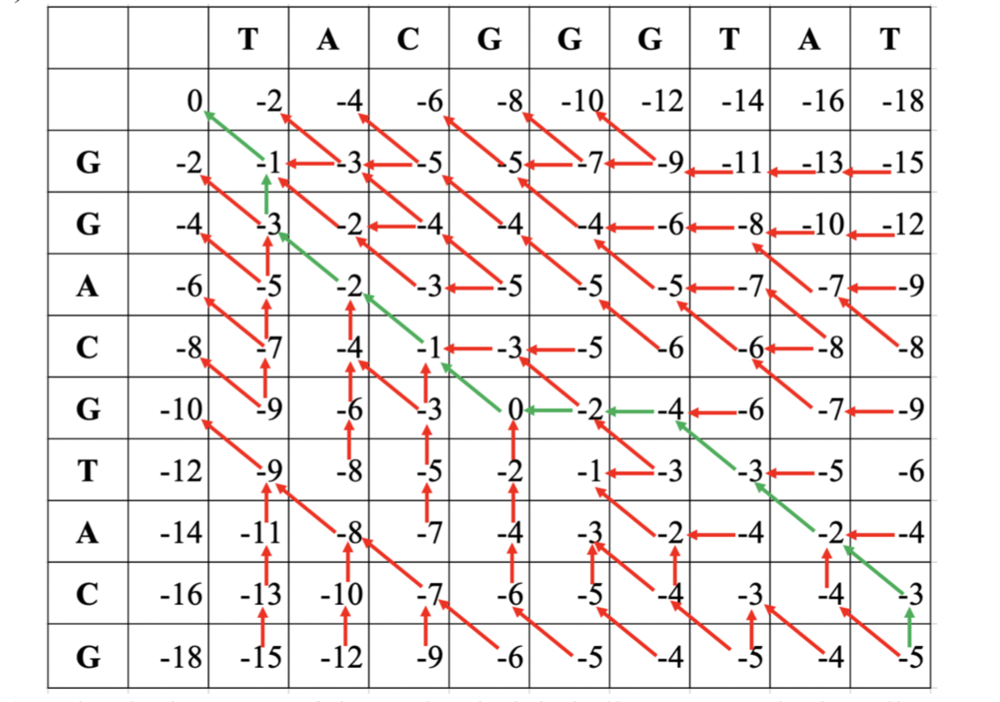 T A C G G G T A T
0 -2 -4 -6 -8 -10 -12 -14 -16 -18
G -2 -1 -3 -5 -5 -7 -9 -11 -13 -15
G -4 -3 -2 -4 -4 -4 -6 -8 -10 -12
A -6 -5 -2 -3 -5 -5 -5 -7 -7 -9
C -8 -7 -4 -1 -3 -5 -6 -6 -8 -8
G -10 -9 -6 -3 0 -2 -4 -6 -7 -9
T -12 -9 -8 -5 -2 -1 -3 -3 -5 -6
A -14 -11 -8 -7 -4 -3 -2 -4 -2 -4
C -16 -13 -10 -7 -6 -5 -4 -3 -4 -3
G -18 -15 -12 -9 -6 -5 -4 -5 -4 -5